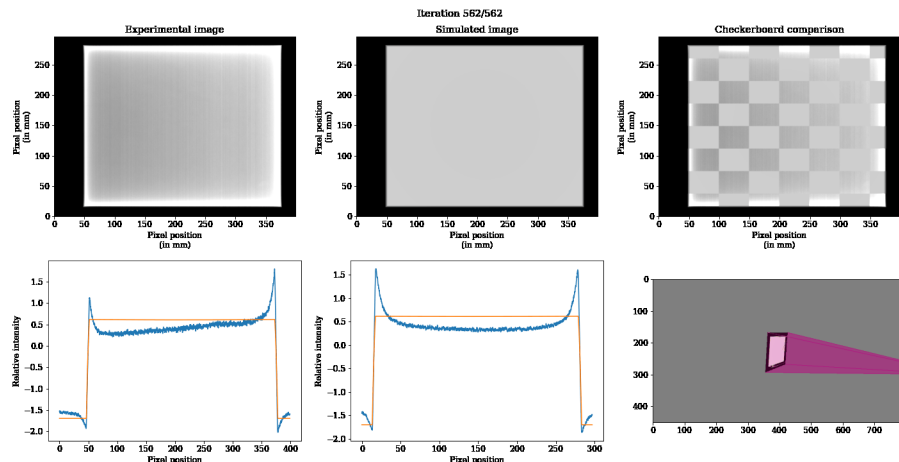 Iteration 562/562
Experimental image
Simulated image
Checkerboard comparison
Pixel position
(in mm)
250
200
150
100
50
0
0 50 100 150 200 250 300 350
Pixel position
(in mm)
Pixel position
(in mm)
250
200
150
100
50
0
0 50 100 150 200 250 300 350
Pixel position
(in mm)
Pixel position
(in mm)
250
200
150
100
50
0
0 50 100 150 200 250 300 350
Pixel position
(in mm)
Relative intensity
1.5
1.0
0.5
0.0
−0.5
−1.0
−1.5
−2.0
0 50 100 150 200 250 300 350 400
Pixel position
Relative intensity
1.5
1.0
0.5
0.0
−0.5
−1.0
−1.5
−2.0
0 50 100 150 200 250 300
Pixel position
0
100
200
300
400
0 100 200 300 400 500 600 700